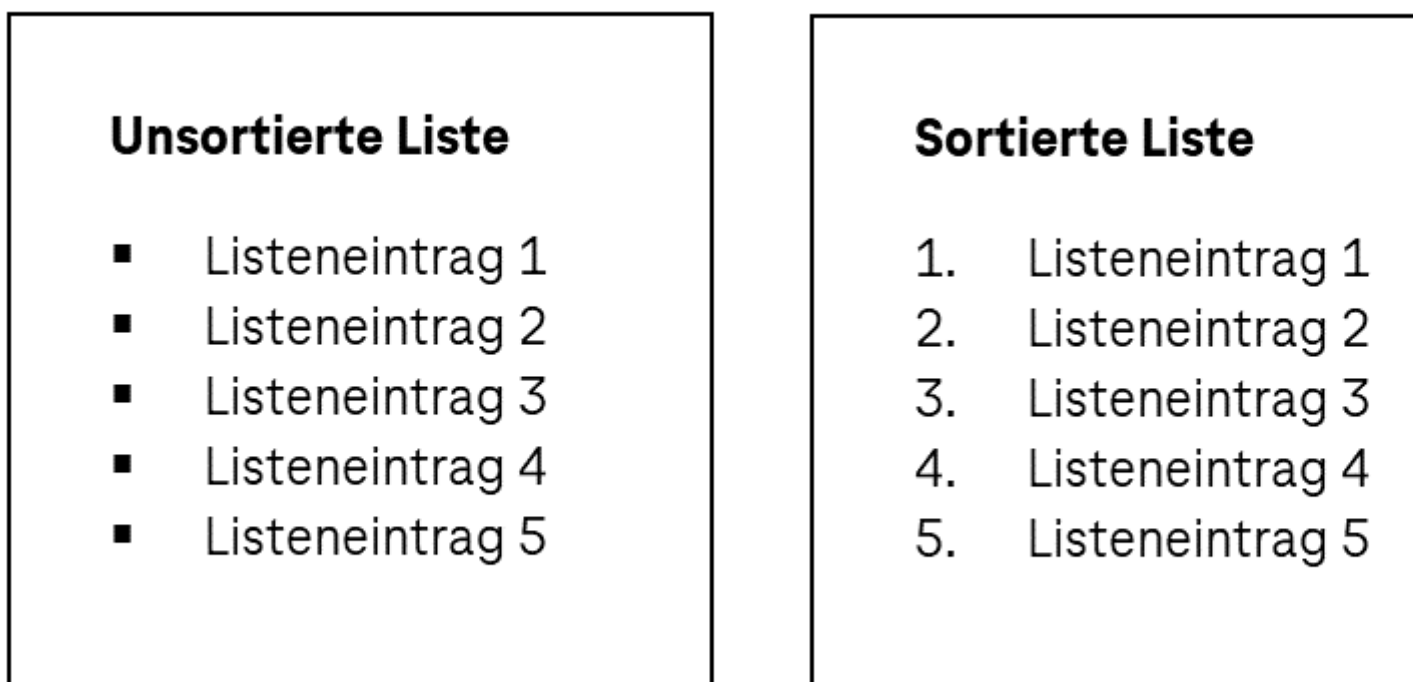 Unsortierte Liste
▪ Listeneintrag 1
▪ Listeneintrag 2
▪ Listeneintrag 3
▪ Listeneintrag 4
▪ Listeneintrag 5
Sortierte Liste
1. Listeneintrag 1
2. Listeneintrag 2
3. Listeneintrag 3
4. Listeneintrag 4
5. Listeneintrag 5